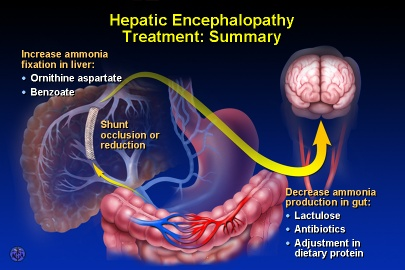 Hepatic Encephalopathy
Treatment: Summary
Increase ammonia
fixation in liver:
• Ornithine aspartate
• Benzoate
Shunt
occlusion or
reduction
Decrease ammonia
production in gut:
• Lactulose
• Antibiotics
• Adjustment in
dietary protein